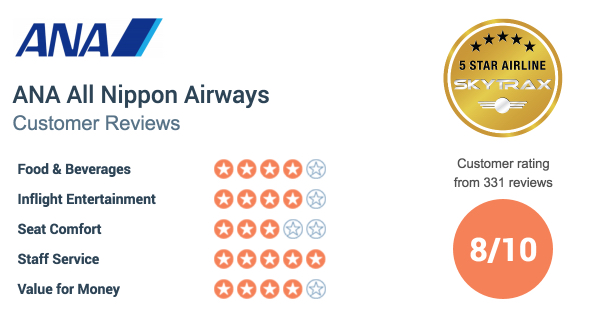 ANA
ANA All Nippon Airways
Customer Reviews
5 STAR AIRLINE
SKYTRAX
Food & Beverages
Inflight Entertainment
Seat Comfort
Staff Service
Value for Money
Customer rating
from 331 reviews
8/10